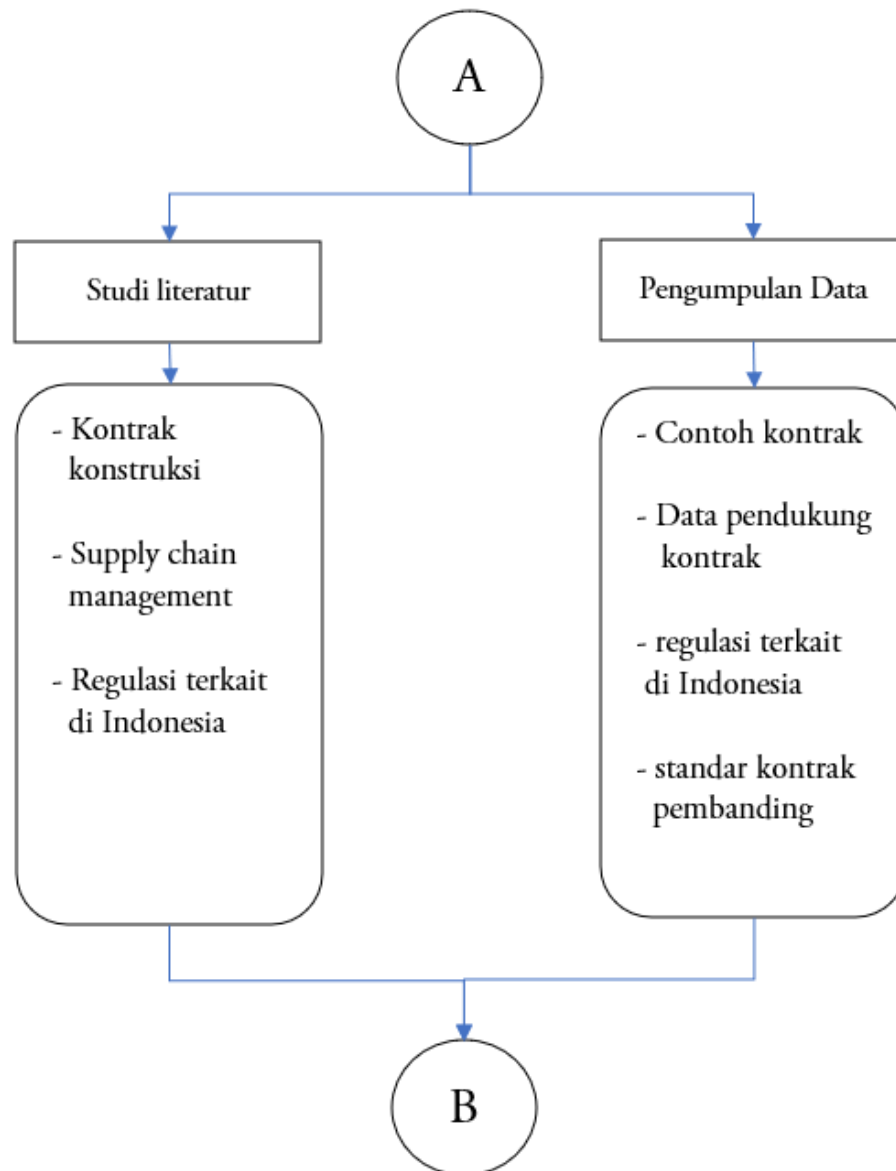 A
Studi literatur
- Kontrak
konstruksi
- Supply chain
management
- Regulasi terkait
di Indonesia
Pengumpulan Data
- Contoh kontrak
- Data pendukung
kontrak
- regulasi terkait
di Indonesia
- standar kontrak
pembanding
B